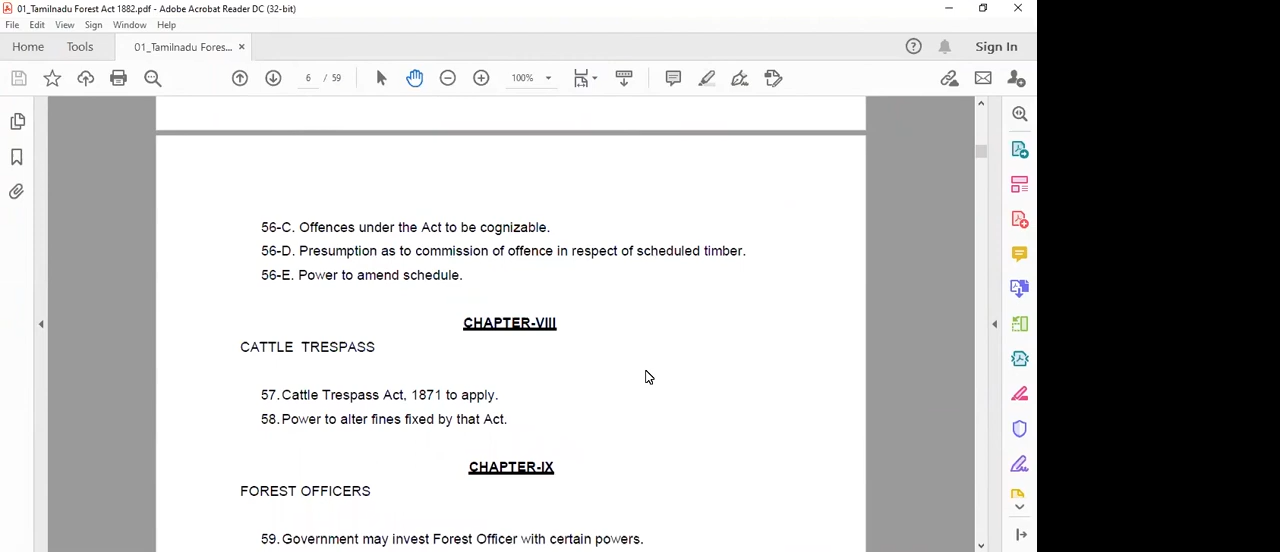 01_Tamilnadu Forest Act 1882.pdf - Adobe Acrobat Reader DC (32-bit)
File Edit View Sign Window Help
Home Tools 01_Tamilnadu Fores... × Sign In
6 / 59 100%
56-C. Offences under the Act to be cognizable.
56-D. Presumption as to commission of offence in respect of scheduled timber.
56-E. Power to amend schedule.
CHAPTER-VIII
CATTLE TRESPASS
57. Cattle Trespass Act, 1871 to apply.
58. Power to alter fines fixed by that Act.
CHAPTER-IX
FOREST OFFICERS
59. Government may invest Forest Officer with certain powers.